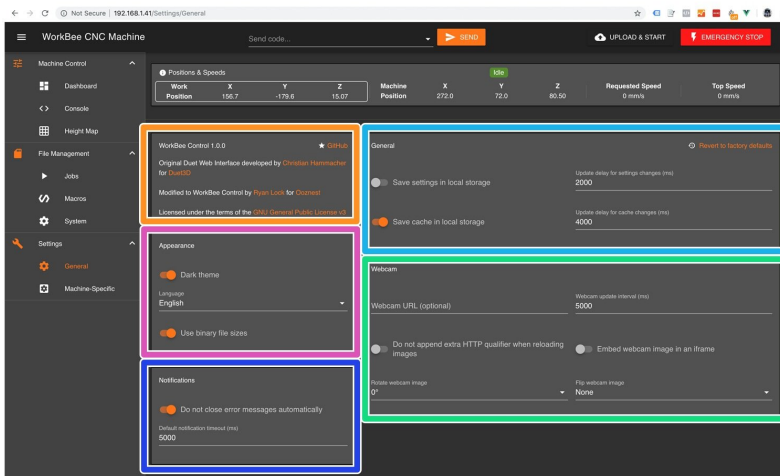 Not Secure | 192.168.1.41/Settings/General
WorkBee CNC Machine
Send code...
SEND
UPLOAD & START
EMERGENCY STOP
Machine Control
Dashboard
Console
Height Map
File Management
Jobs
Macros
System
Settings
General
Machine-Specific
Positions & Speeds
Idle
Work Position X Y Z Machine Position X Y Z Requested Speed Top Speed
156.7 -179.6 15.07 272.0 72.0 80.50 0 mm/s 0 mm/s
WorkBee Control 1.0.0 GitHub
Original Duet Web Interface developed by Christian Hammacher
for Duet3D
Modified to WorkBee Control by Ryan Lock for Ooznest
Licensed under the terms of the GNU General Public License v3
General Revert to factory defaults
Save settings in local storage
Update delay for settings changes (ms)
2000
Save cache in local storage
Update delay for cache changes (ms)
4000
Appearance
Dark theme
Language
English
Use binary file sizes
Webcam
Webcam URL (optional)
Webcam update interval (ms)
5000
Do not append extra HTTP qualifier when reloading
images
Embed webcam image in an iframe
Rotate webcam image
0°
Flip webcam image
None
Notifications
Do not close error messages automatically
Default notification timeout (ms)
5000